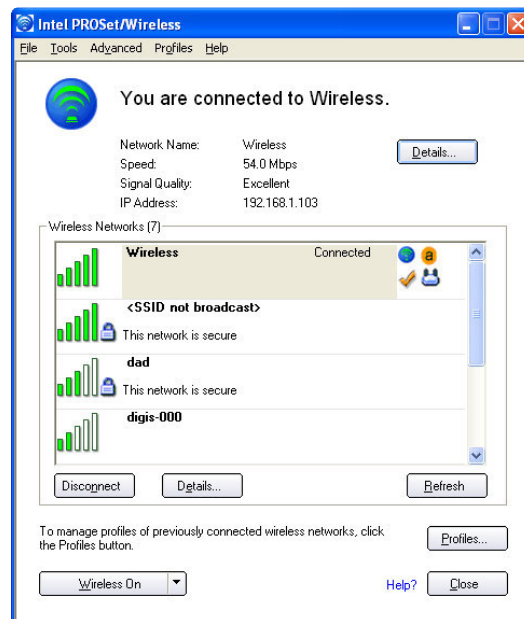 Intel PROSet/Wireless
File Tools Advanced Profiles Help
You are connected to Wireless.
Network Name: Wireless
Details...
Speed: 54.0 Mbps
Signal Quality: Excellent
IP Address: 192.168.1.103
Wireless Networks (7)
Wireless Connected
a
<SSID not broadcast>
This network is secure
dad
This network is secure
digis-000
Disconnect Details... Refresh
To manage profiles of previously connected wireless networks, click
the Profiles button.
Profiles...
Wireless On Help? Close